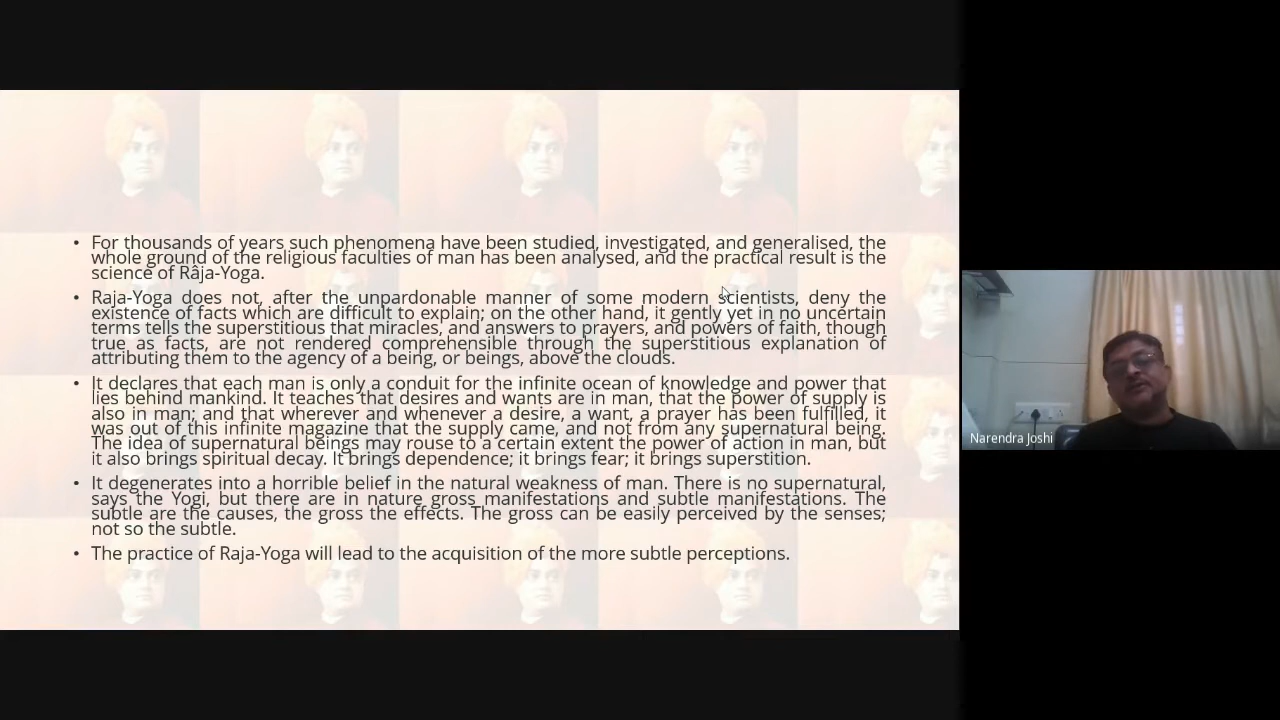 • For thousands of years such phenomena have been studied, investigated, and generalised, the
whole ground of the religious faculties of man has been analysed, and the practical result is the
science of Râja-Yoga.
• Raja-Yoga does not, after the unpardonable manner of some modern scientists, deny the
existence of facts which are difficult to explain; on the other hand, it gently yet in no uncertain
terms tells the superstitious that miracles, and answers to prayers, and powers of faith, though
true as facts, are not rendered comprehensible through the superstitious explanation of
attributing them to the agency of a being, or beings, above the clouds.
• It declares that each man is only a conduit for the infinite ocean of knowledge and power that
lies behind mankind. It teaches that desires and wants are in man, that the power of supply is
also in man; and that wherever and whenever a desire, a want, a prayer has been fulfilled, it
was out of this infinite magazine that the supply came, and not from any supernatural being.
The idea of supernatural beings may rouse to a certain extent the power of action in man, but
it also brings spiritual decay. It brings dependence; it brings fear; it brings superstition.
• It degenerates into a horrible belief in the natural weakness of man. There is no supernatural,
says the Yogi, but there are in nature gross manifestations and subtle manifestations. The
subtle are the causes, the gross the effects. The gross can be easily perceived by the senses;
not so the subtle.
• The practice of Raja-Yoga will lead to the acquisition of the more subtle perceptions.
Narendra Joshi